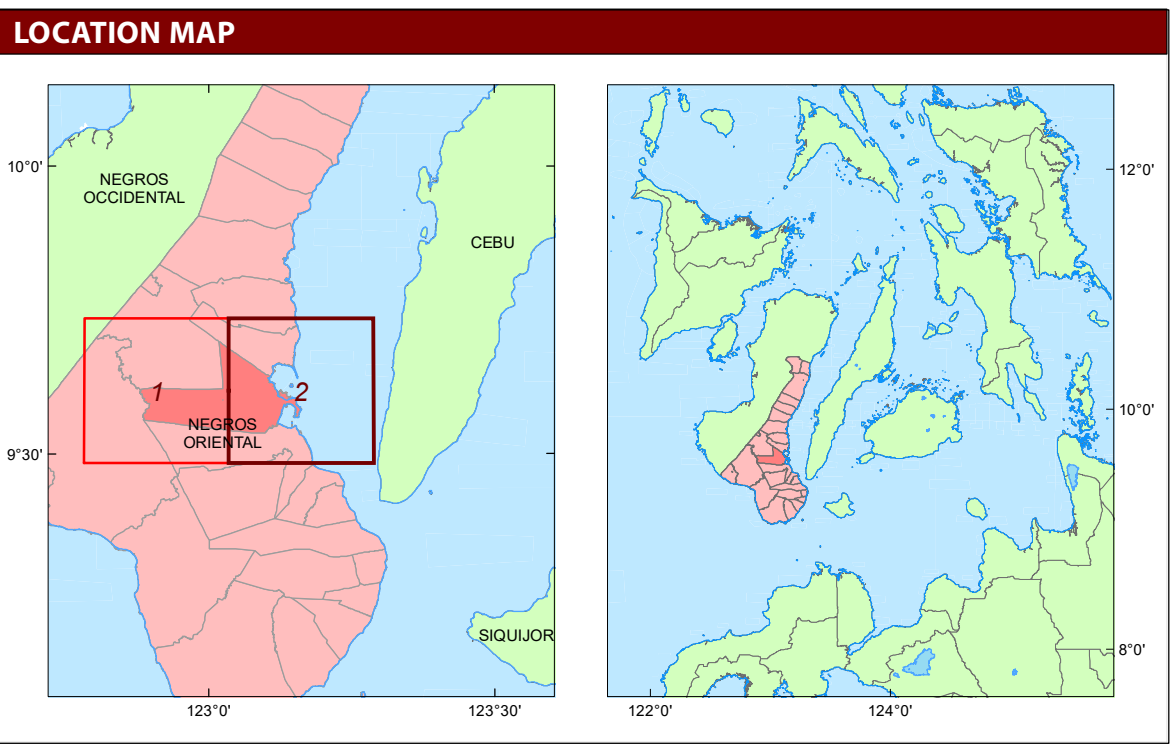 LOCATION MAP
10°0'
NEGROS
OCCIDENTAL
CEBU
1
2
NEGROS
ORIENTAL
9°30'
SIQUIJOR
123°0'
123°30'
12°0'
10°0'
8°0'
122°0'
124°0'